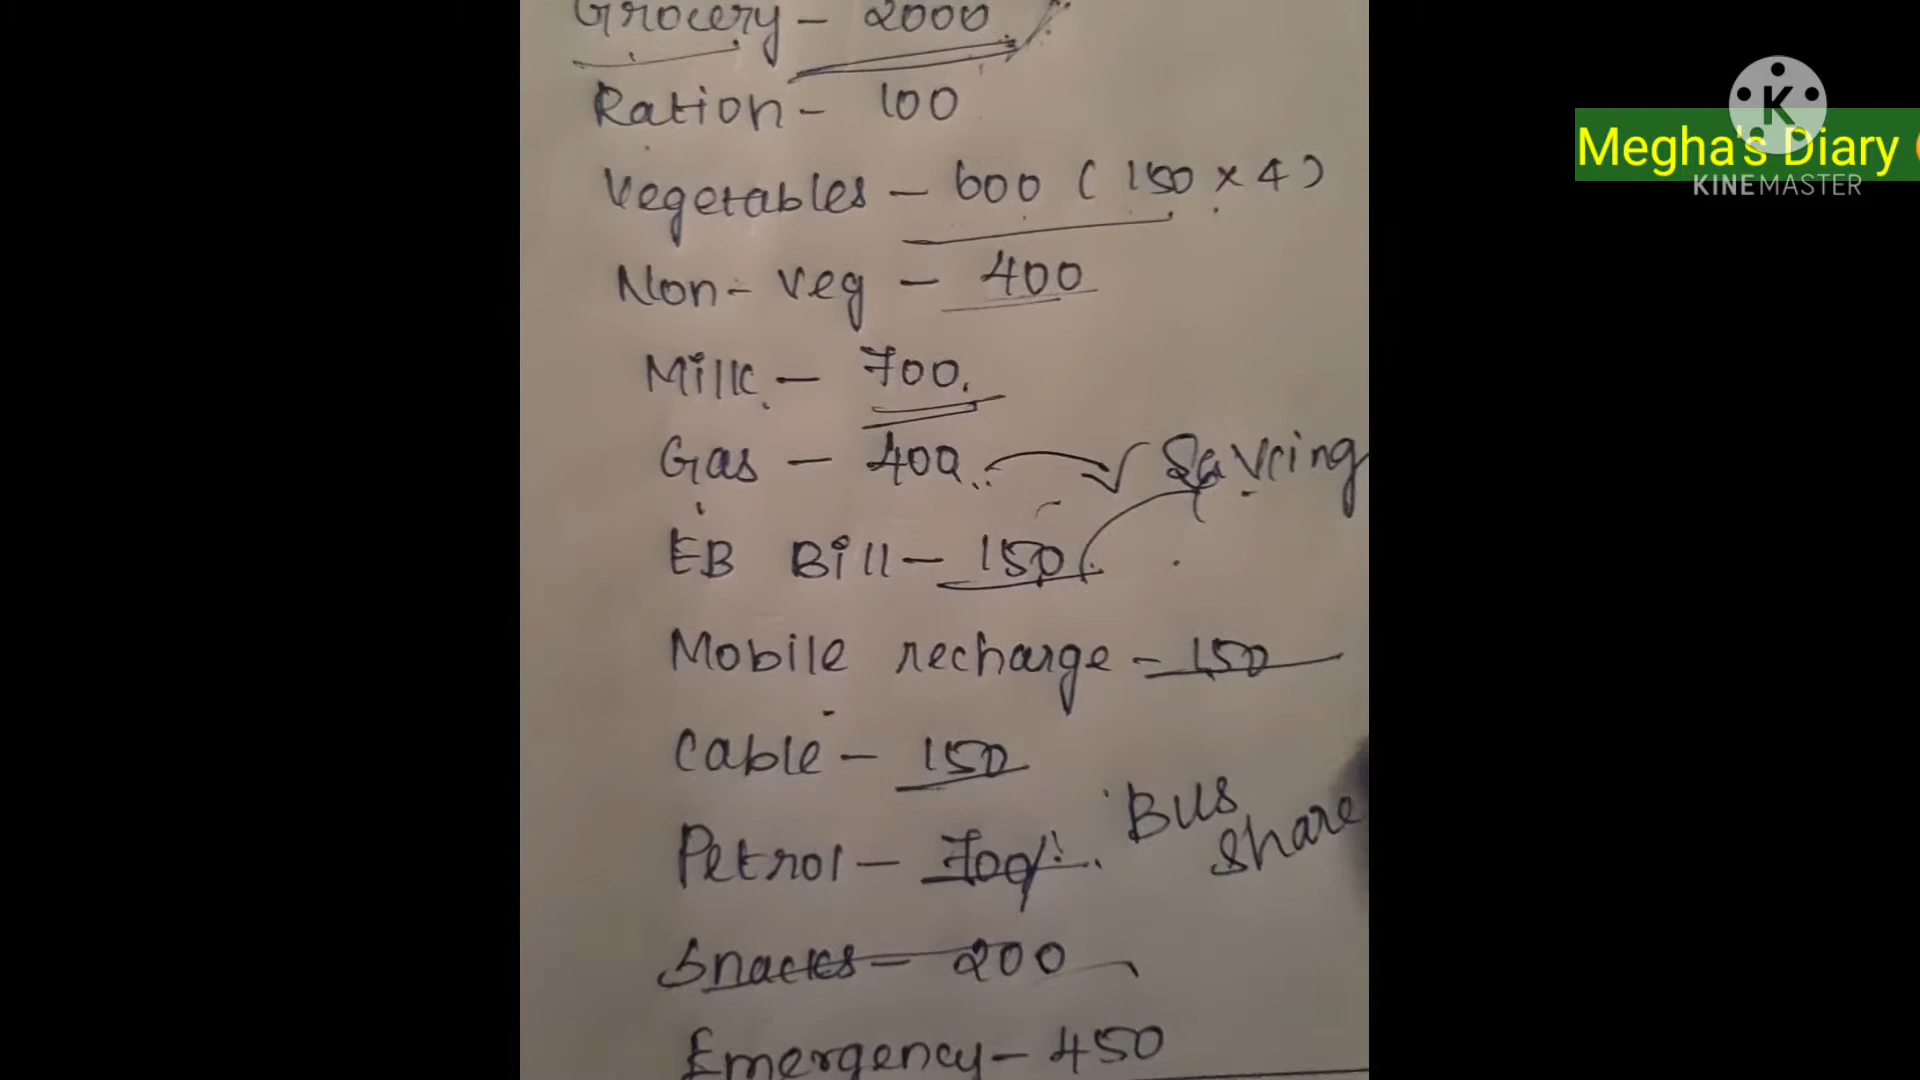 Grocery - 2000
Ration - 100
Vegetables - 600 (150 x 4)
Non-veg - 400
Milk - 700.
Gas - 400.. Saving
EB Bill - 150
Mobile recharge - 150
Cable - 150
Petrol - 700/-. Bus share
Snacks - 200
Emergency - 450
K
Megha's Diary
KINEMASTER